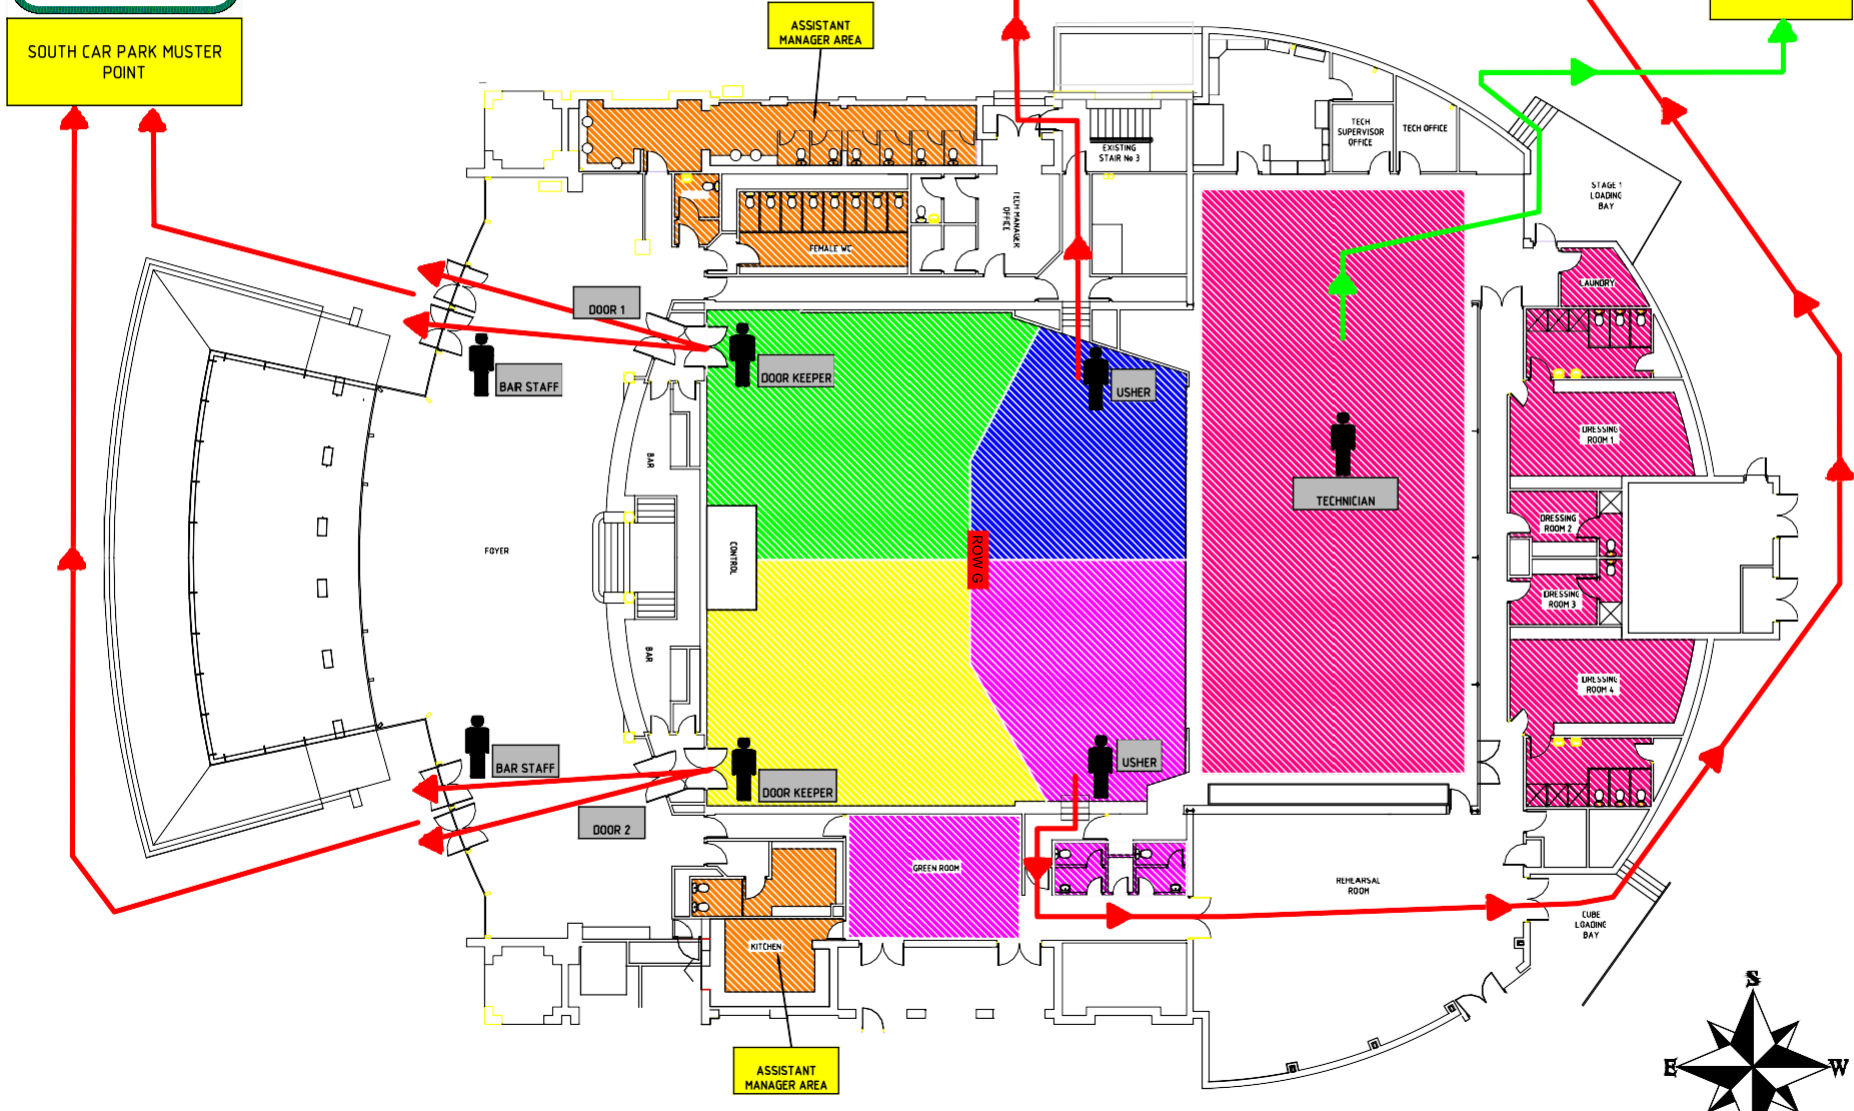 SOUTH CAR PARK MUSTER
POINT
ASSISTANT
MANAGER AREA
EXISTING
STAIR No 3
TECH
SUPERVISOR
OFFICE
TECH OFFICE
STAGE 1
LOADING
BAY
TECH MANAGER
OFFICE
FEMALE WC
LAUNDRY
DOOR 1
BAR STAFF
DOOR KEEPER
USHER
DRESSING
ROOM 1
BAR
TECHNICIAN
DRESSING
ROOM 2
FOYER
CONTROL
ROW G
DRESSING
ROOM 3
BAR
DRESSING
ROOM 4
BAR STAFF
DOOR KEEPER
USHER
DOOR 2
GREEN ROOM
REHEARSAL
ROOM
CUBE
LOADING
BAY
KITCHEN
ASSISTANT
MANAGER AREA
S
E
W